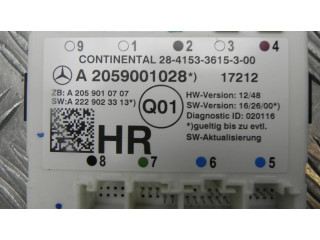 CONTINENTAL 28-4153-3615-3-00
9 1 2 3 4
A 2059001028*) 17212
ZB: A 205 901 07 07
SW: A 222 902 33 13*)
Q01
HW-Version: 12/48
SW-Version: 16/26/00*)
Diagnostic ID: 020116
*)gueltig bis zu evtl.
SW-Aktualisierung
HR
8 7 6 5